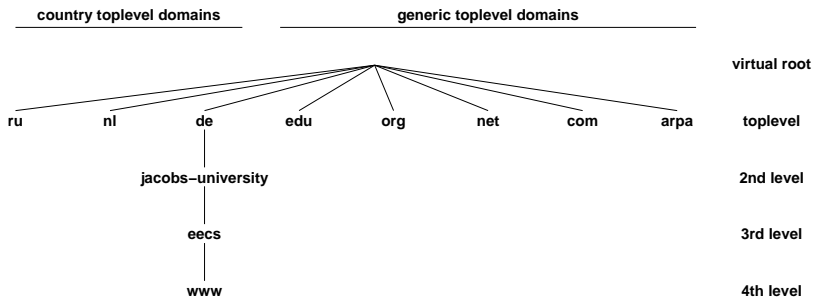 country toplevel domains generic toplevel domains
virtual root
ru nl de edu org net com arpa toplevel
jacobs−university 2nd level
eecs 3rd level
www 4th level